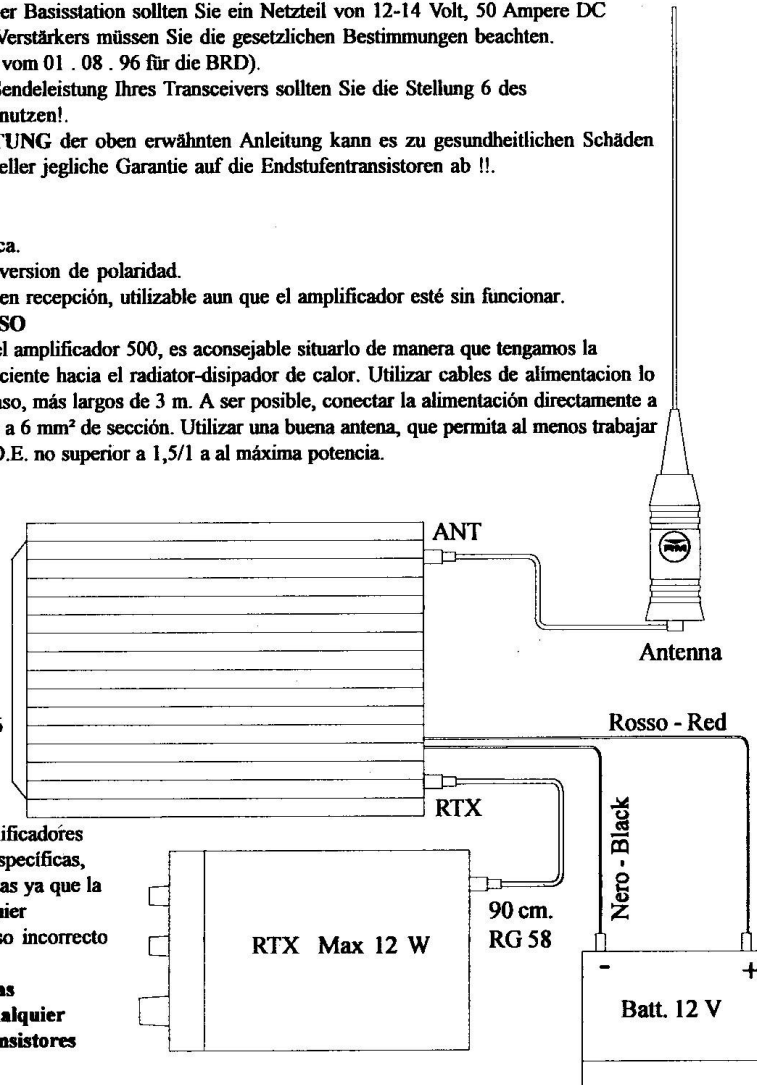 er Basisstation sollten Sie ein Netzteil von 12-14 Volt, 50 Ampere DC
Verstärkers müssen Sie die gesetzlichen Bestimmungen beachten.
vom 01 . 08 . 96 für die BRD).
Sendeleistung Ihres Transceivers sollten Sie die Stellung 6 des
nutzen!.
TUNG der oben erwähnten Anleitung kann es zu gesundheitlichen Schäden
eller jegliche Garantie auf die Endstufentransistoren ab !!.
ca.
version de polaridad.
en recepción, utilizable aun que el amplificador esté sin funcionar.
SO
el amplificador 500, es aconsejable situarlo de manera que tengamos la
ciente hacia el radiator-disipador de calor. Utilizar cables de alimentacion lo
aso, más largos de 3 m. A ser posible, conectar la alimentación directamente a
a 6 mm² de sección. Utilizar una buena antena, que permita al menos trabajar
O.E. no superior a 1,5/1 a al máxima potencia.
ANT
RM
Antenna
Rosso - Red
RTX
Nero - Black
lificadores
specíficas,
as ya que la
uier
so incorrecto
as
alquier
nsistores
RTX Max 12 W
90 cm.
RG 58
- +
Batt. 12 V